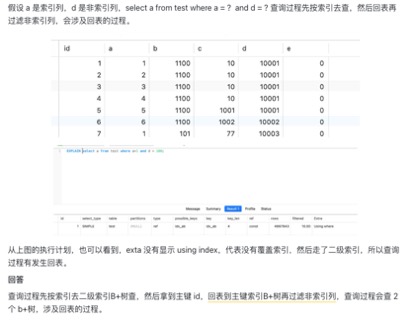 假设 a 是索引列，d 是非索引列，select a from test where a = ? and d = ? 查询过程先按索引去查，然后回表再
过滤非索引列，会涉及回表的过程。
id a b c d e
1 1 1100 10 10001 0
2 2 1100 10 10001 0
3 3 1100 10 10001 0
4 4 1100 10 10001 0
5 5 1100 1001 10001 0
6 6 1100 1002 10002 0
7 1 101 77 10003 0
EXPLAIN select a from test where
Message Summary Result 1 Profile Status
id select_type table partitions type possible_keys key key_len ref rows filtered Extra
1 SIMPLE test ref const 10.00 Using where
从上图的执行计划，也可以看到，exta 没有显示 using index，代表没有覆盖索引，然后走了二级索引，所以查询
过程有发生回表。
回答
查询过程先按索引去二级索引B+树查，然后拿到主键 id，回表到主键索引B+树再过滤非索引列，查询过程会查 2
个 b+树，涉及回表的过程。